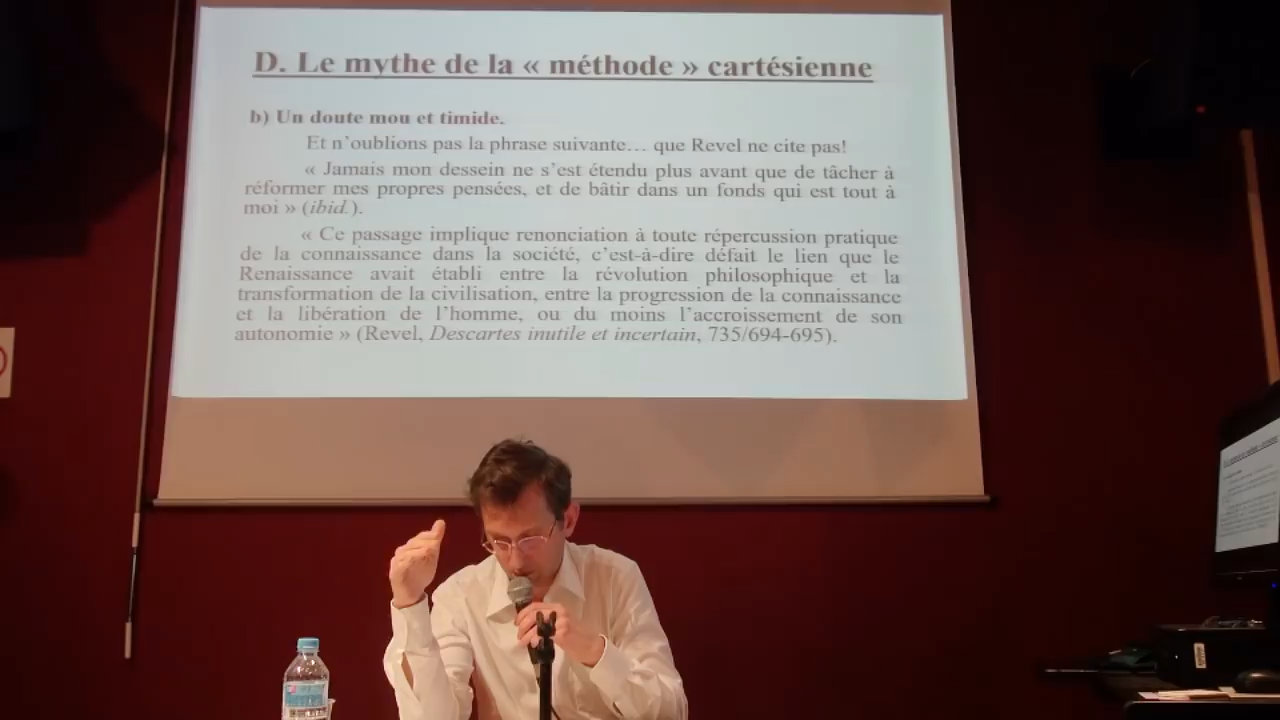 D. Le mythe de la « méthode » cartésienne
b) Un doute mou et timide.
Et n'oublions pas la phrase suivante… que Revel ne cite pas!
« Jamais mon dessein ne s'est étendu plus avant que de tâcher à
réformer mes propres pensées, et de bâtir dans un fonds qui est tout à
moi » (ibid.).
« Ce passage implique renonciation à toute répercussion pratique
de la connaissance dans la société, c'est-à-dire défait le lien que le
Renaissance avait établi entre la révolution philosophique et la
transformation de la civilisation, entre la progression de la connaissance
et la libération de l'homme, ou du moins l'accroissement de son
autonomie » (Revel, Descartes inutile et incertain, 735/694-695).